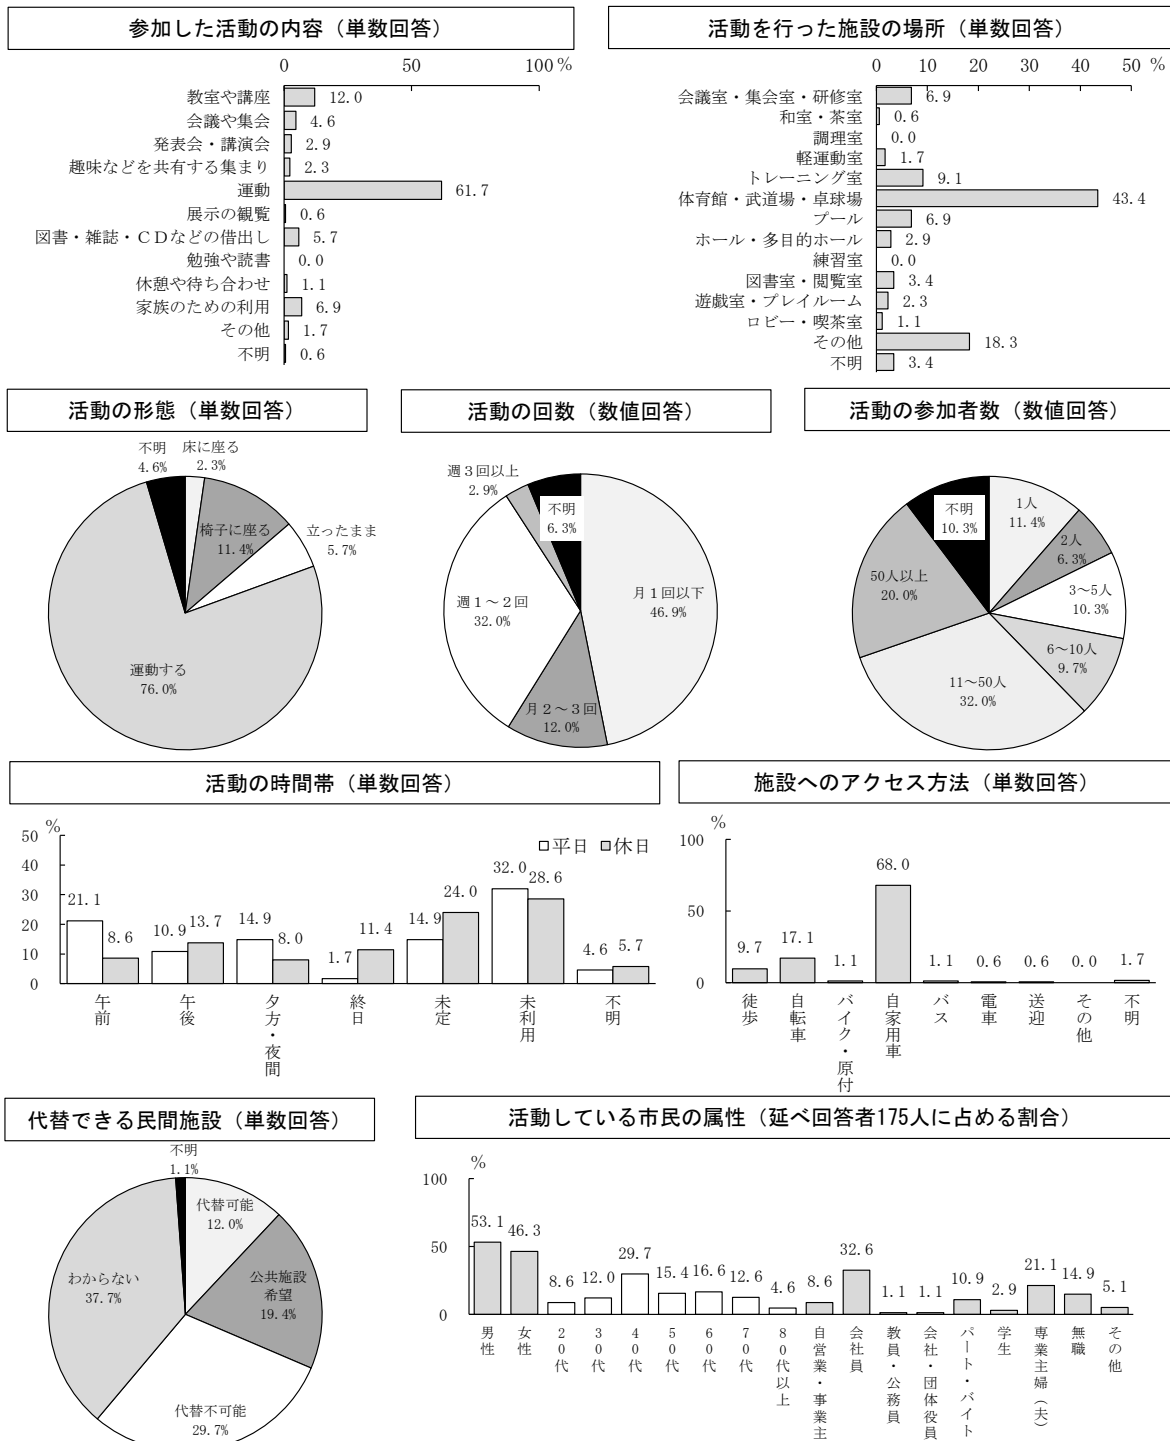 参加した活動の内容（単数回答）
0 50 100 %
教室や講座 12.0
会議や集会 4.6
発表会・講演会 2.9
趣味などを共有する集まり 2.3
運動 61.7
展示の観覧 0.6
図書・雑誌・ＣＤなどの借出し 5.7
勉強や読書 0.0
休憩や待ち合わせ 1.1
家族のための利用 6.9
その他 1.7
不明 0.6
活動を行った施設の場所（単数回答）
0 10 20 30 40 50 %
会議室・集会室・研修室 6.9
和室・茶室 0.6
調理室 0.0
軽運動室 1.7
トレーニング室 9.1
体育館・武道場・卓球場 43.4
プール 6.9
ホール・多目的ホール 2.9
練習室 0.0
図書室・閲覧室 3.4
遊戯室・プレイルーム 2.3
ロビー・喫茶室 1.1
その他 18.3
不明 3.4
活動の形態（単数回答）
不明
4.6%
床に座る
2.3%
椅子に座る
11.4%
立ったまま
5.7%
運動する
76.0%
活動の回数（数値回答）
週３回以上
2.9%
不明
6.3%
月１回以下
46.9%
週１～２回
32.0%
月２～３回
12.0%
活動の参加者数（数値回答）
不明
10.3%
1人
11.4%
2人
6.3%
3～5人
10.3%
6～10人
9.7%
11～50人
32.0%
50人以上
20.0%
活動の時間帯（単数回答）
%
平日 休日
50
40
30
20
10
0
21.1 8.6 10.9 13.7 14.9 8.0 1.7 11.4 14.9 24.0 32.0 28.6 4.6 5.7
午前
午後
夕方・夜間
終日
未定
未利用
不明
施設へのアクセス方法（単数回答）
%
100
50
0
9.7 17.1 1.1 68.0 1.1 0.6 0.6 0.0 1.7
徒歩
自転車
バイク・原付
自家用車
バス
電車
送迎
その他
不明
代替できる民間施設（単数回答）
不明
1.1%
代替可能
12.0%
公共施設
希望
19.4%
代替不可能
29.7%
わからない
37.7%
活動している市民の属性（延べ回答者175人に占める割合）
%
100
50
0
53.1 46.3 8.6 12.0 29.7 15.4 16.6 12.6 4.6 8.6 32.6 1.1 1.1 10.9 2.9 21.1 14.9 5.1
男性
女性
20代
30代
40代
50代
60代
70代
80代以上
自営業・事業主
会社員
教員・公務員
会社・団体役員
パート・バイト
学生
専業主婦（夫）
無職
その他